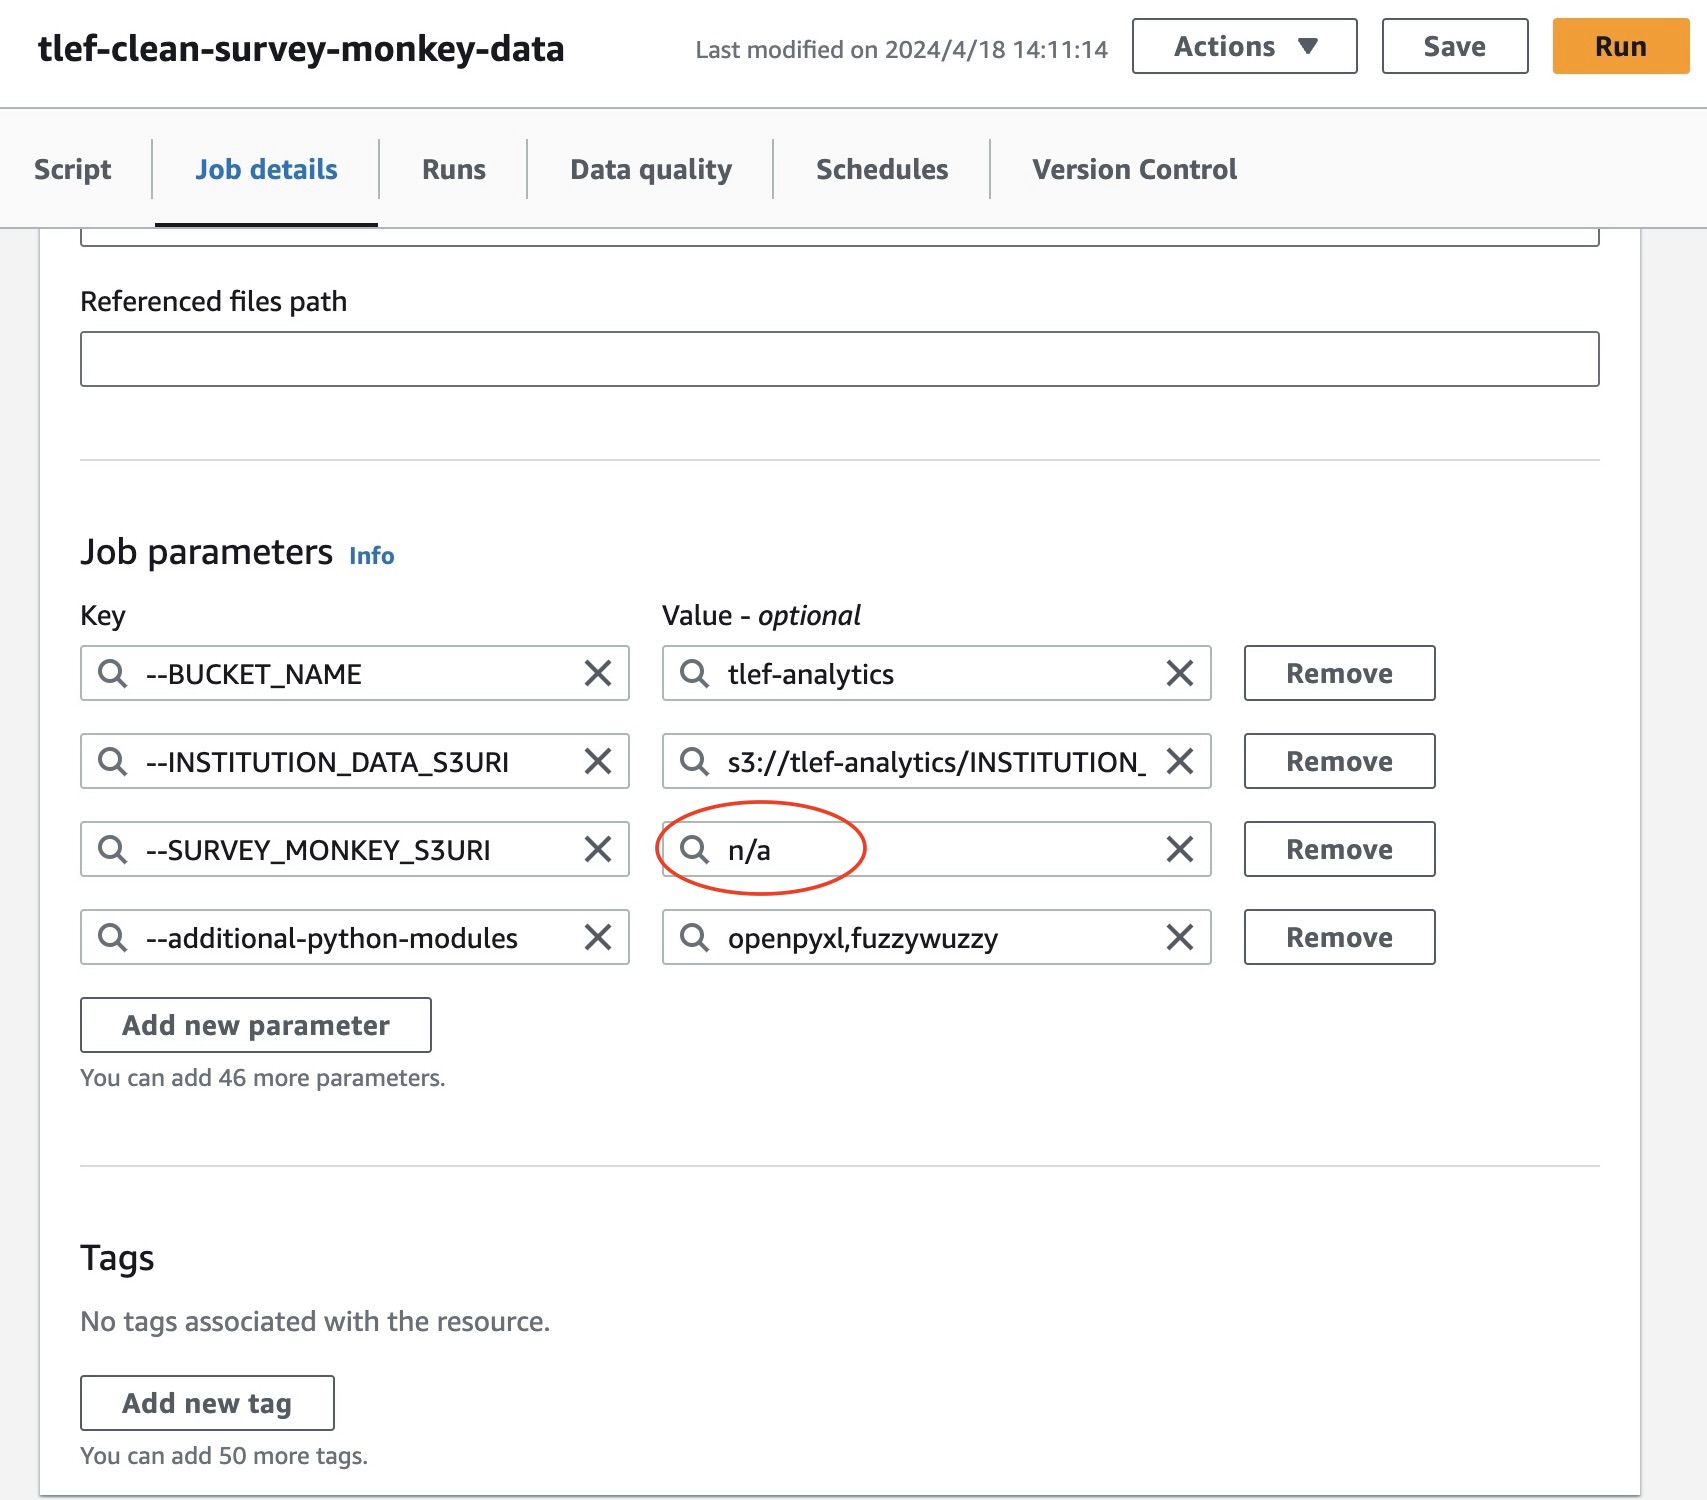 tlef-clean-survey-monkey-data
Last modified on 2024/4/18 14:11:14
Actions
Save
Run
Script
Job details
Runs
Data quality
Schedules
Version Control
Referenced files path
Job parameters Info
Key
Value - optional
--BUCKET_NAME
tlef-analytics
Remove
--INSTITUTION_DATA_S3URI
s3://tlef-analytics/INSTITUTION_
Remove
--SURVEY_MONKEY_S3URI
n/a
Remove
--additional-python-modules
openpyxl,fuzzywuzzy
Remove
Add new parameter
You can add 46 more parameters.
Tags
No tags associated with the resource.
Add new tag
You can add 50 more tags.